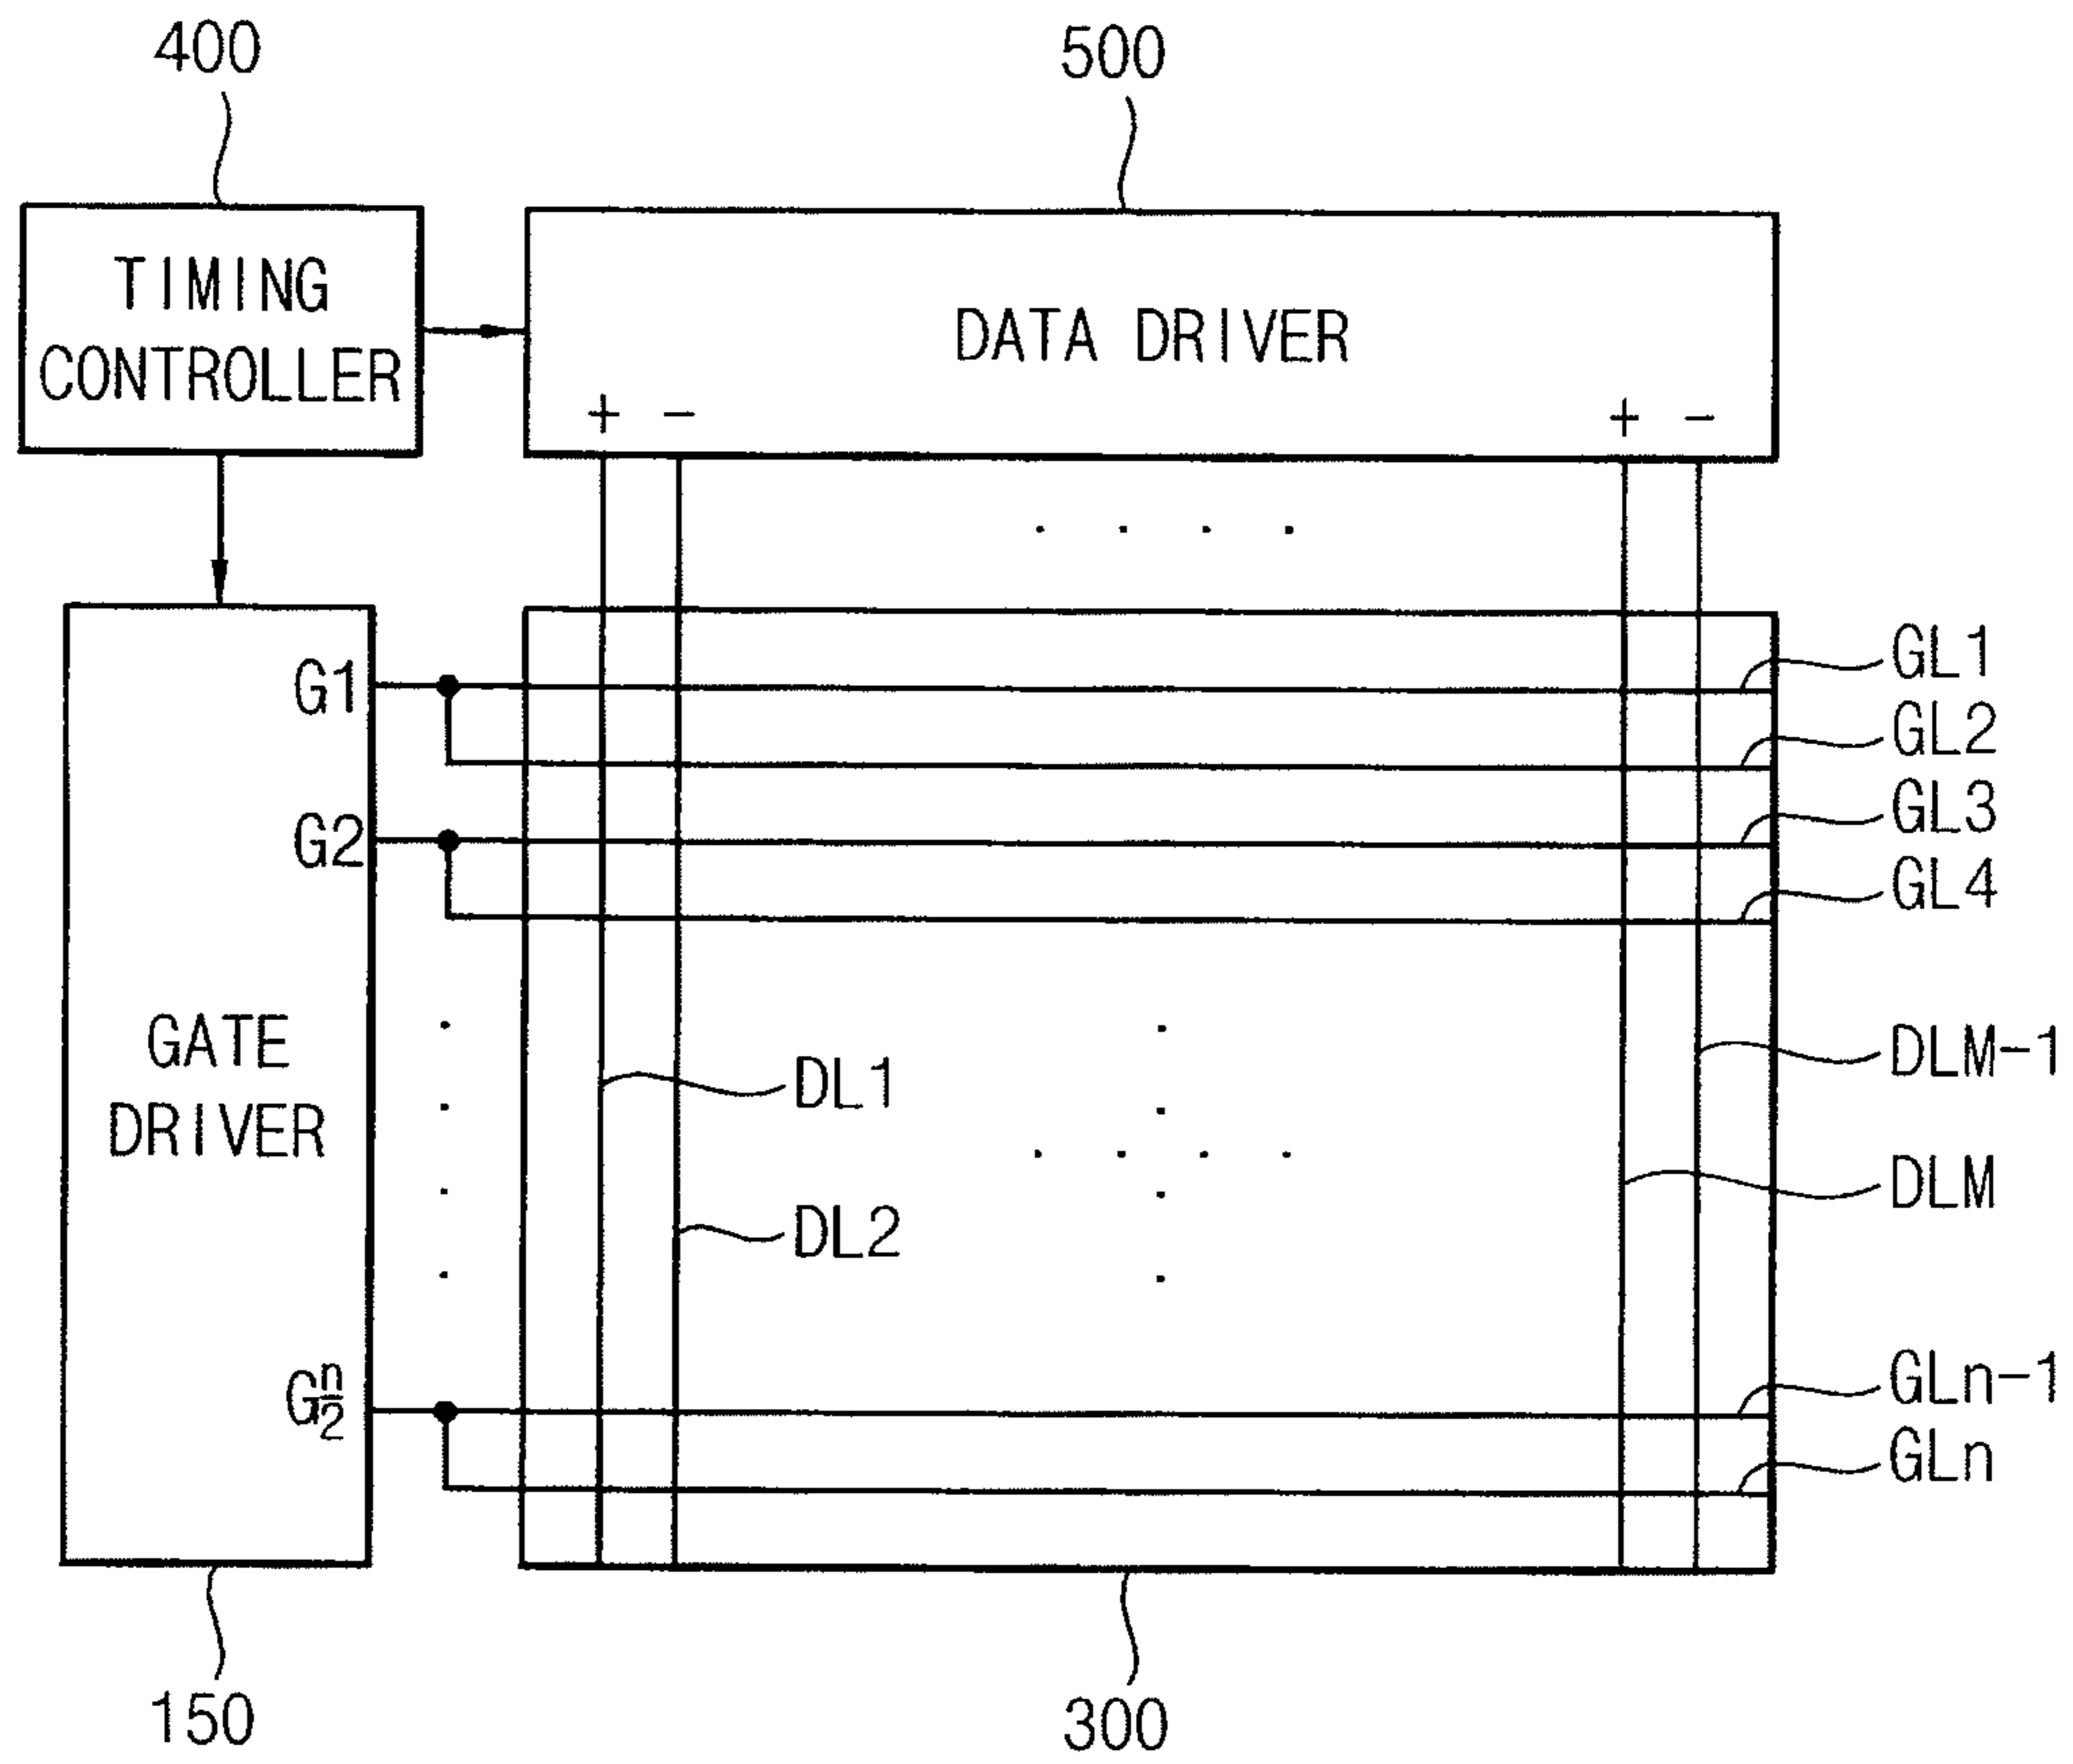 400
500
TIMING
CONTROLLER
DATA DRIVER
+ −
+ −
G1
GL1
GL2
G2
GL3
GL4
GATE
DRIVER
DL1
DLM-1
DL2
DLM
Gn/2
GLn-1
GLn
150
300